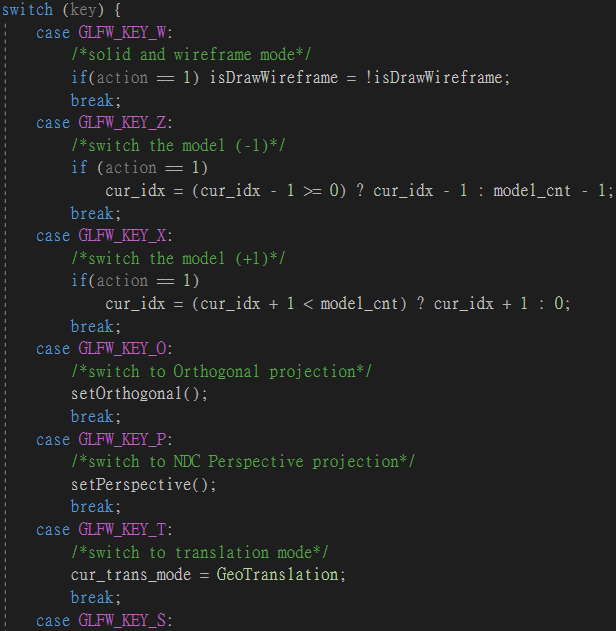 switch (key) {
case GLFW_KEY_W:
/*solid and wireframe mode*/
if(action == 1) isDrawWireframe = !isDrawWireframe;
break;
case GLFW_KEY_Z:
/*switch the model (-1)*/
if (action == 1)
cur_idx = (cur_idx - 1 >= 0) ? cur_idx - 1 : model_cnt - 1;
break;
case GLFW_KEY_X:
/*switch the model (+1)*/
if(action == 1)
cur_idx = (cur_idx + 1 < model_cnt) ? cur_idx + 1 : 0;
break;
case GLFW_KEY_O:
/*switch to Orthogonal projection*/
setOrthogonal();
break;
case GLFW_KEY_P:
/*switch to NDC Perspective projection*/
setPerspective();
break;
case GLFW_KEY_T:
/*switch to translation mode*/
cur_trans_mode = GeoTranslation;
break;
case GLFW_KEY_S: